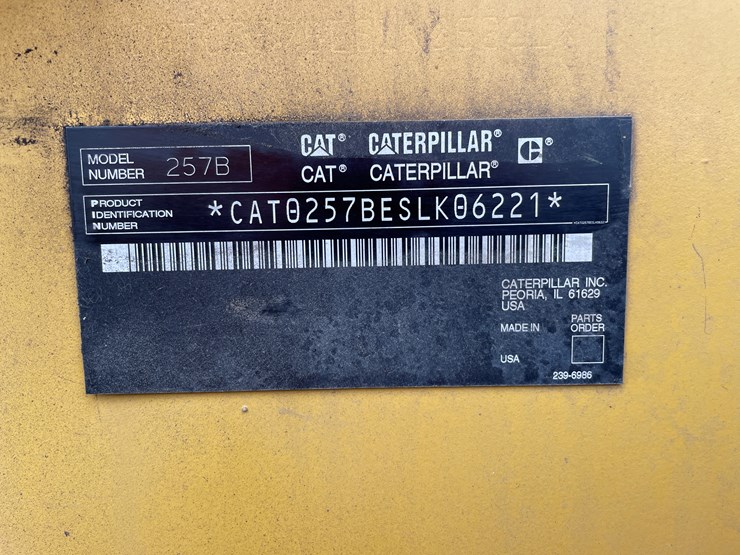 CAT® CATERPILLAR®
CAT® CATERPILLAR®
MODEL NUMBER 257B
PRODUCT IDENTIFICATION NUMBER *CAT0257BESLK06221*
CATERPILLAR INC.
PEORIA, IL 61629
USA
MADE IN
USA
PARTS ORDER
239-6986